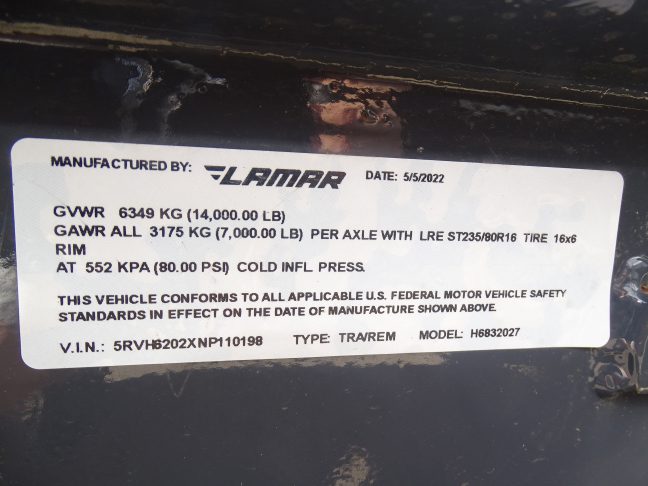 MANUFACTURED BY: LAMAR DATE: 5/5/2022
GVWR 6349 KG (14,000.00 LB)
GAWR ALL 3175 KG (7,000.00 LB) PER AXLE WITH LRE ST235/80R16 TIRE 16x6
RIM
AT 552 KPA (80.00 PSI) COLD INFL PRESS.
THIS VEHICLE CONFORMS TO ALL APPLICABLE U.S. FEDERAL MOTOR VEHICLE SAFETY
STANDARDS IN EFFECT ON THE DATE OF MANUFACTURE SHOWN ABOVE.
V.I.N.: 5RVH6202XNP110198 TYPE: TRA/REM MODEL: H6832027